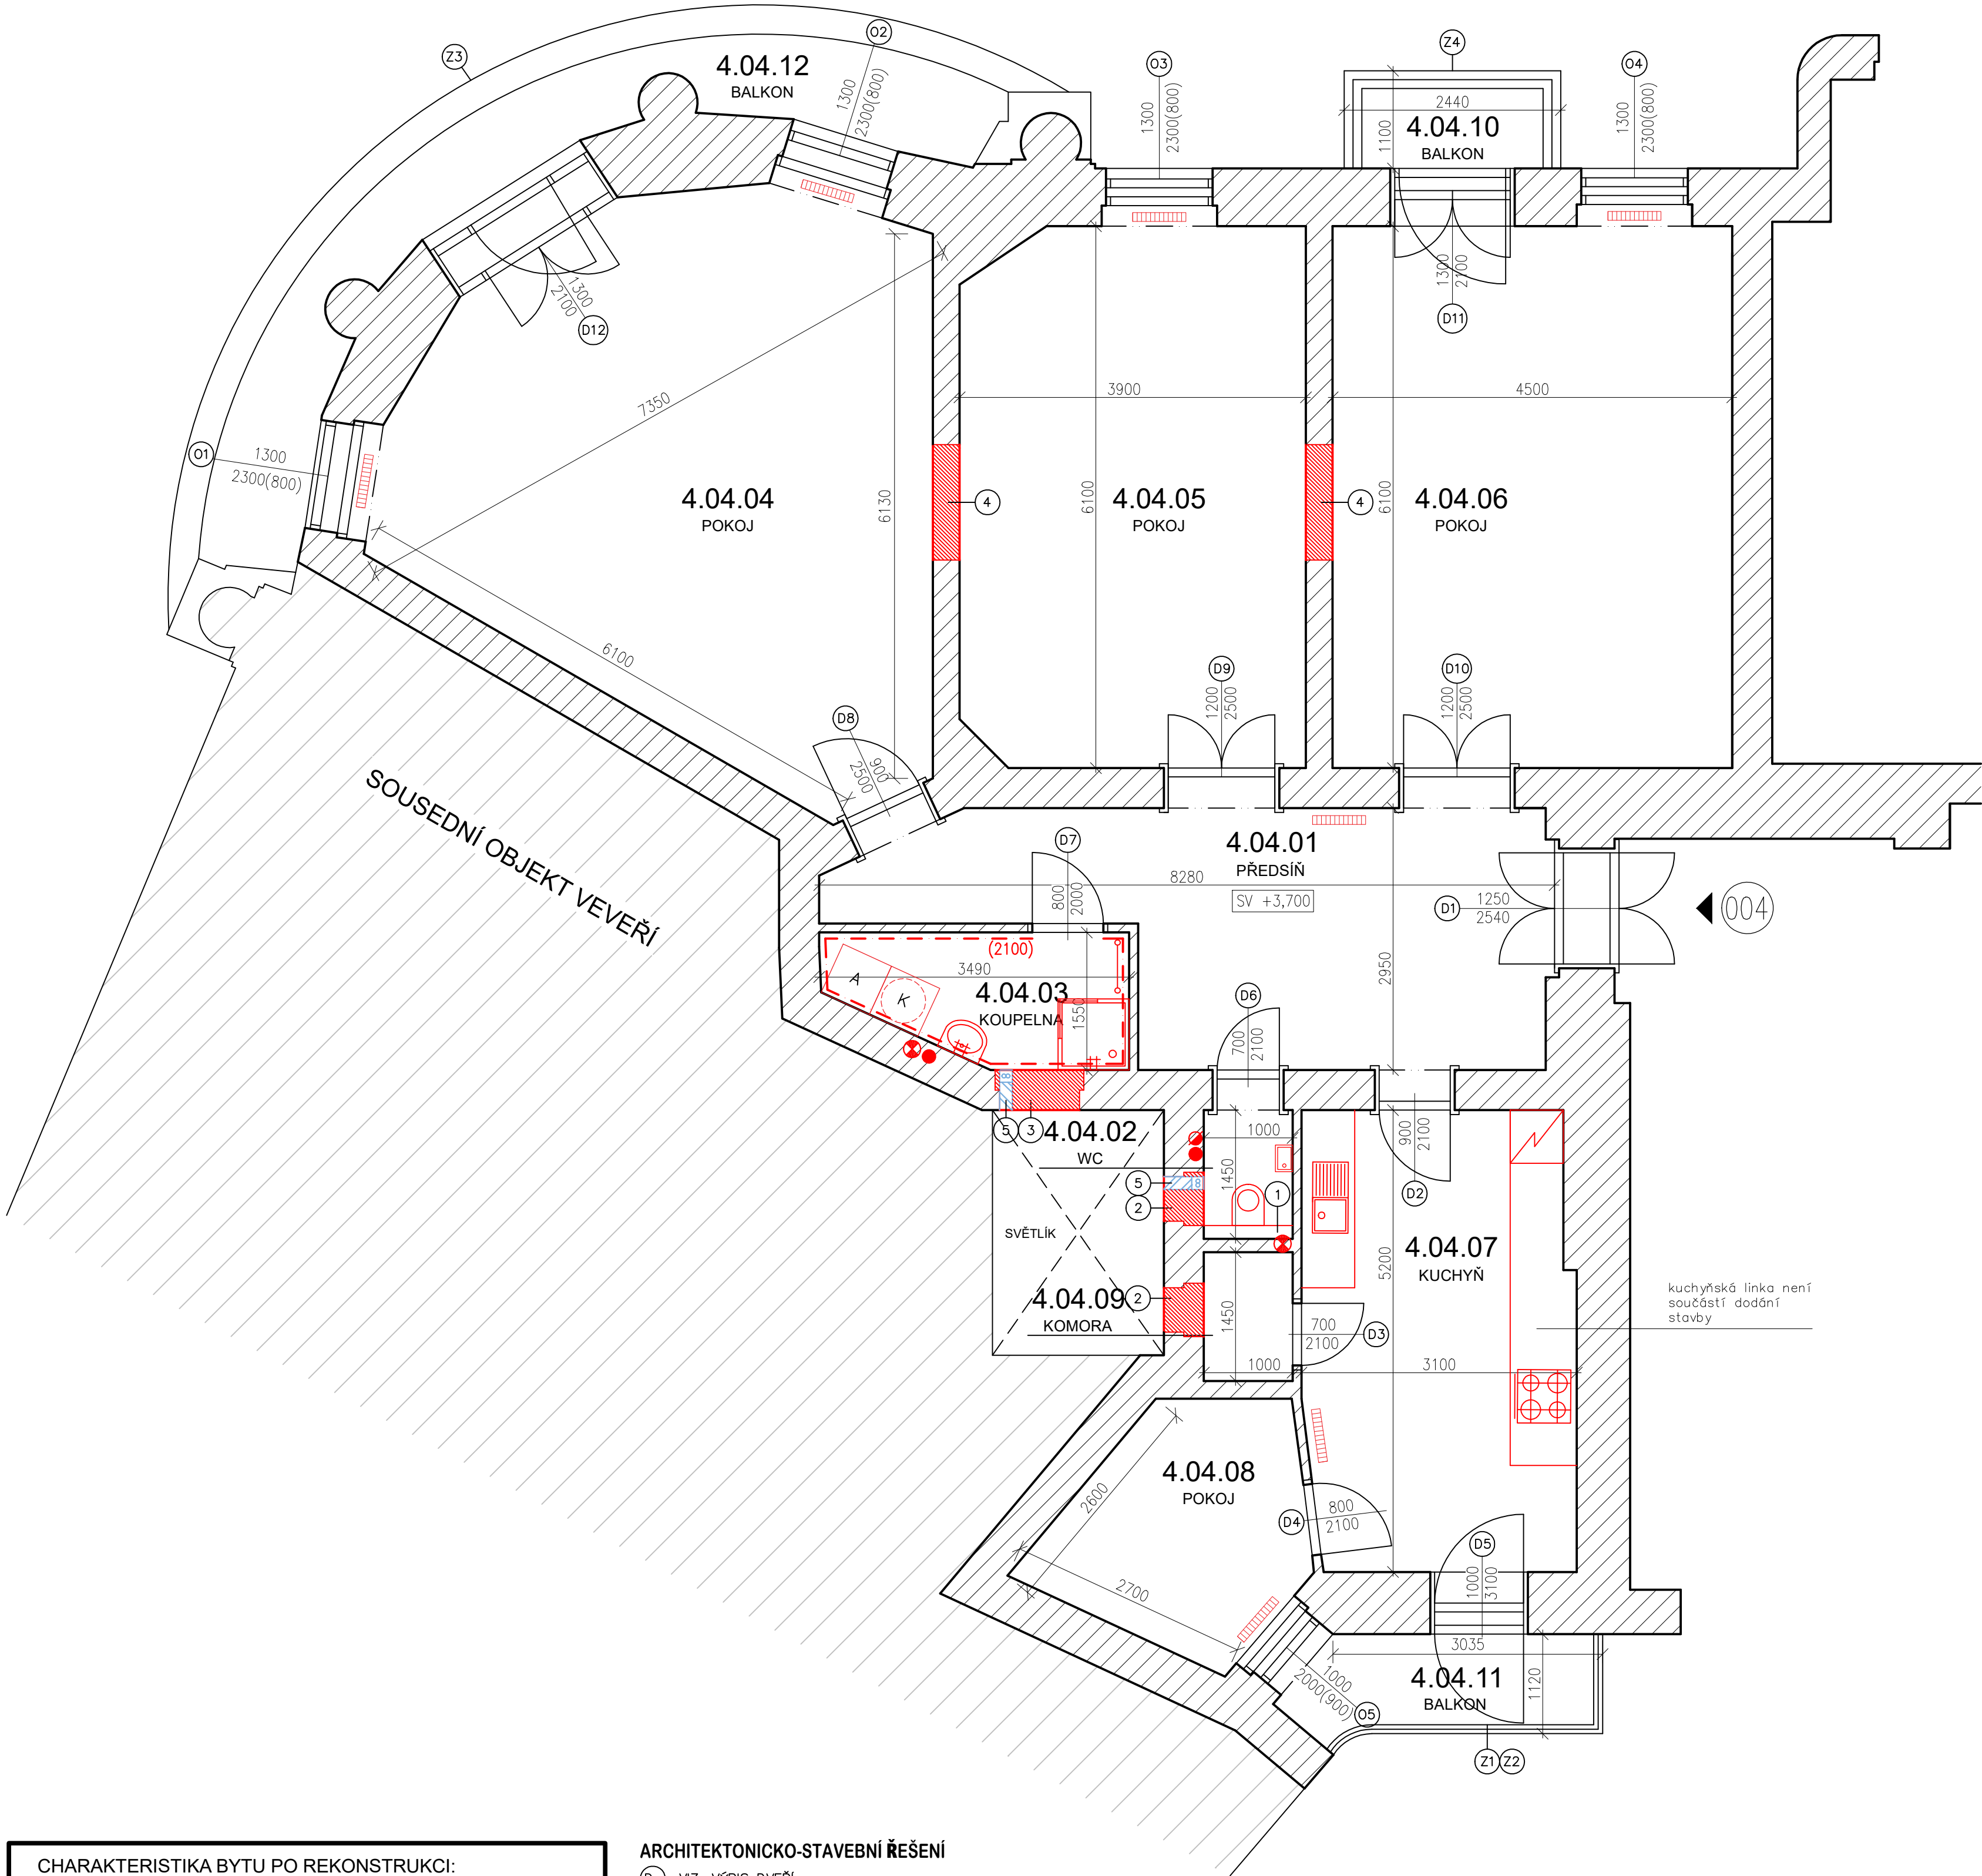 Z3
4.04.12
BALKON
O2
1300
2300(800)
O3
1300
2300(800)
Z4
2440
1100
4.04.10
BALKON
O4
1300
2300(800)
1300
2100
D12
1300
2100
D11
7350
3900
4500
O1
1300
2300(800)
6130
4.04.04
POKOJ
4
6100
4.04.05
POKOJ
4
6100
4.04.06
POKOJ
6100
D8
900
2500
D9
1200
2500
D10
1200
2500
SOUSEDNÍ OBJEKT VEVEŘÍ
D7
800
2000
4.04.01
PŘEDSÍŇ
8280
SV +3,700
D1
1250
2540
004
2950
(2100)
3490
A
K
4.04.03
KOUPELNA
1550
D6
700
2100
8
5
3
4.04.02
WC
1000
1450
5
8
2
1
900
2100
D2
SVĚTLÍK
4.04.07
KUCHYŇ
5200
4.04.09
KOMORA
2
1450
700
2100
D3
1000
3100
kuchyňská linka není
součástí dodání
stavby
4.04.08
POKOJ
2600
2700
D4
800
2100
D5
1000
3100
3035
1000
2000(900)
O5
4.04.11
BALKON
1120
Z1
Z2
CHARAKTERISTIKA BYTU PO REKONSTRUKCI:
ARCHITEKTONICKO-STAVEBNÍ ŘEŠENÍ